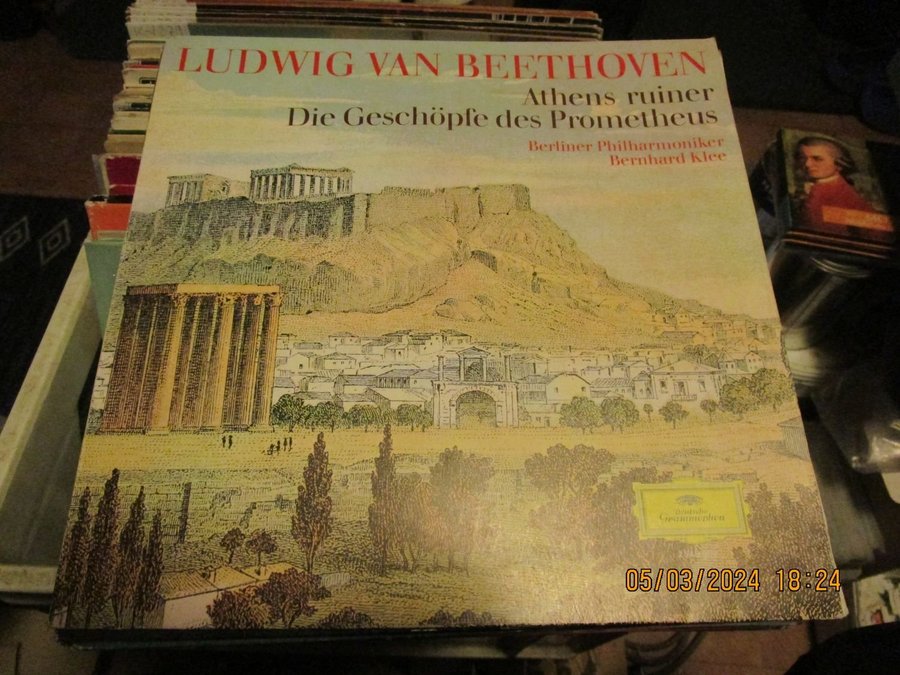 LUDWIG VAN BEETHOVEN
Athens ruiner
Die Geschöpfe des Prometheus
Berliner Philharmoniker
Bernhard Klee
Deutsche
Grammophon
05/03/2024 18:24